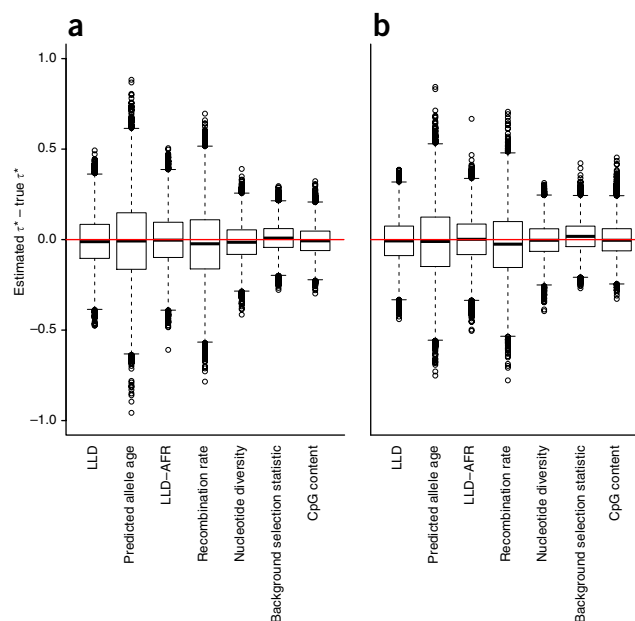 a
b
Estimated τ* – true τ*
1.0
0.5
0.0
–0.5
–1.0
LLD
Predicted allele age
LLD–AFR
Recombination rate
Nucleotide diversity
Background selection statistic
CpG content
LLD
Predicted allele age
LLD–AFR
Recombination rate
Nucleotide diversity
Background selection statistic
CpG content